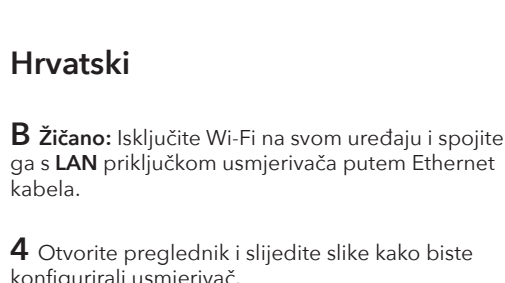 Hrvatski
B Žičano: Isključite Wi-Fi na svom uređaju i spojite
ga s LAN priključkom usmjerivača putem Ethernet
kabela.
4 Otvorite preglednik i slijedite slike kako biste
konfigurirali usmjerivač.